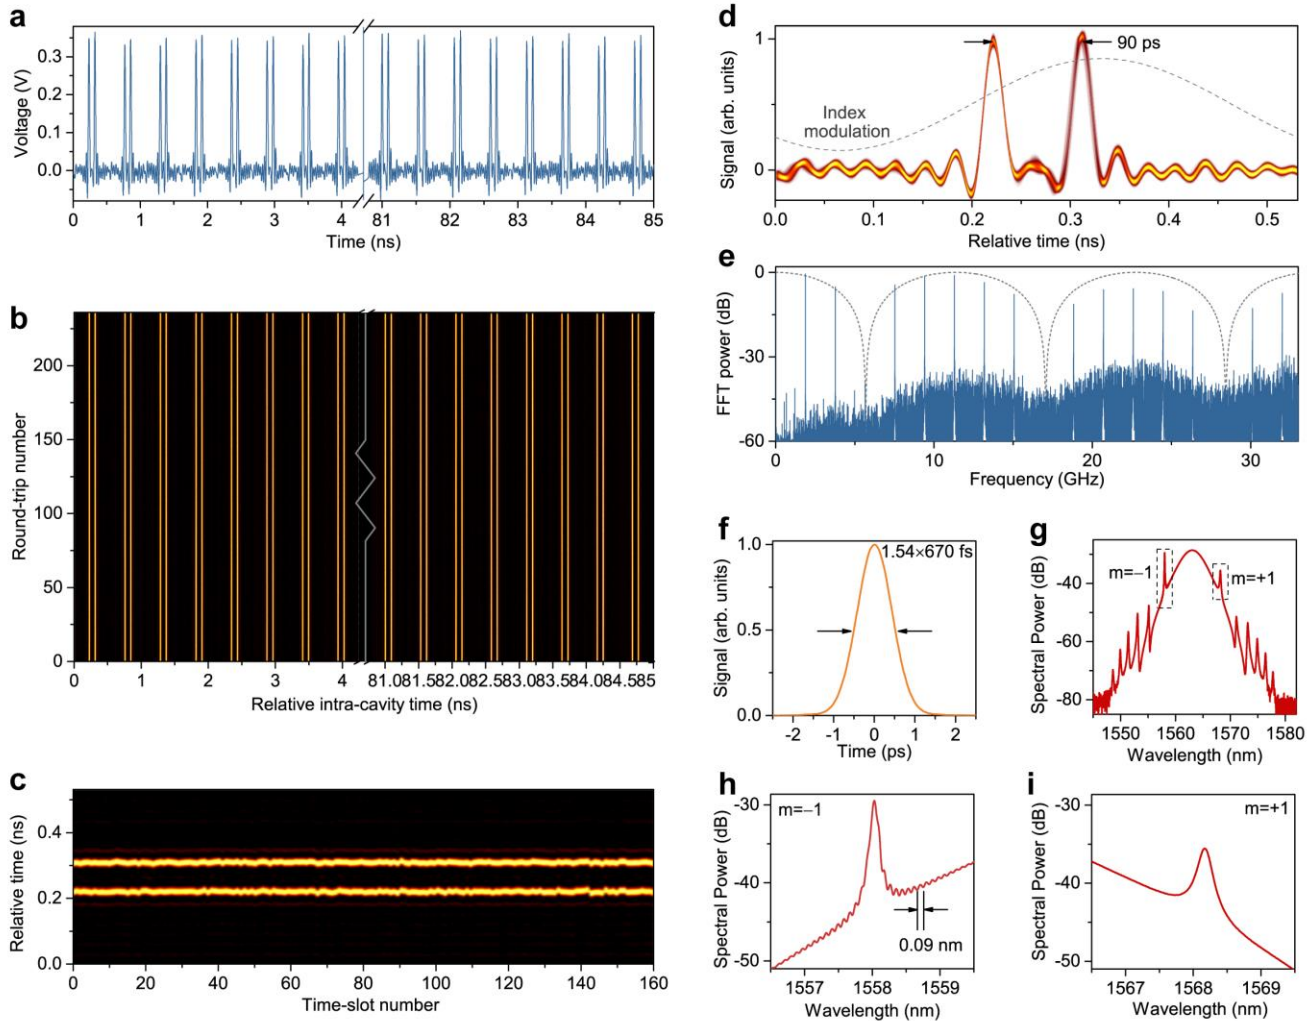 a
Voltage (V)
0.3
0.2
0.1
0.0
0 1 2 3 4 81 82 83 84 85
Time (ns)
b
Round-trip number
200
150
100
50
0
0 1 2 3 4 81.081.582.082.583.083.584.084.585
Relative intra-cavity time (ns)
c
Relative time (ns)
0.4
0.2
0.0
0 20 40 60 80 100 120 140 160
Time-slot number
d
Signal (arb. units)
1
0
90 ps
Index
modulation
0.0 0.1 0.2 0.3 0.4 0.5
Relative time (ns)
e
FFT power (dB)
0
-30
-60
0 10 20 30
Frequency (GHz)
f
Signal (arb. units)
1.0
0.5
0.0
1.54×670 fs
-2 -1 0 1 2
Time (ps)
g
Spectral Power (dB)
-40
-60
-80
m=−1
m=+1
1550 1560 1570 1580
Wavelength (nm)
h
Spectral Power (dB)
-30
-40
-50
m=−1
0.09 nm
1557 1558 1559
Wavelength (nm)
i
Spectral Power (dB)
-30
-40
-50
m=+1
1567 1568 1569
Wavelength (nm)